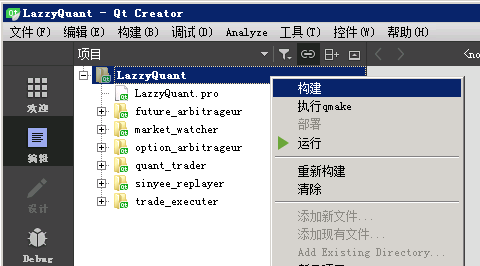 LazzyQuant - Qt Creator
文件(F) 编辑(E) 构建(B) 调试(D) Analyze 工具(T) 控件(W) 帮助(H)
项目
<no
LazzyQuant
LazzyQuant.pro
future_arbitrageur
market_watcher
option_arbitrageur
quant_trader
sinyee_replayer
trade_executer
欢迎
编辑
设计
Debug
构建
执行qmake
部署
运行
重新构建
清除
添加新文件...
添加现有文件...
Add Existing Directory...